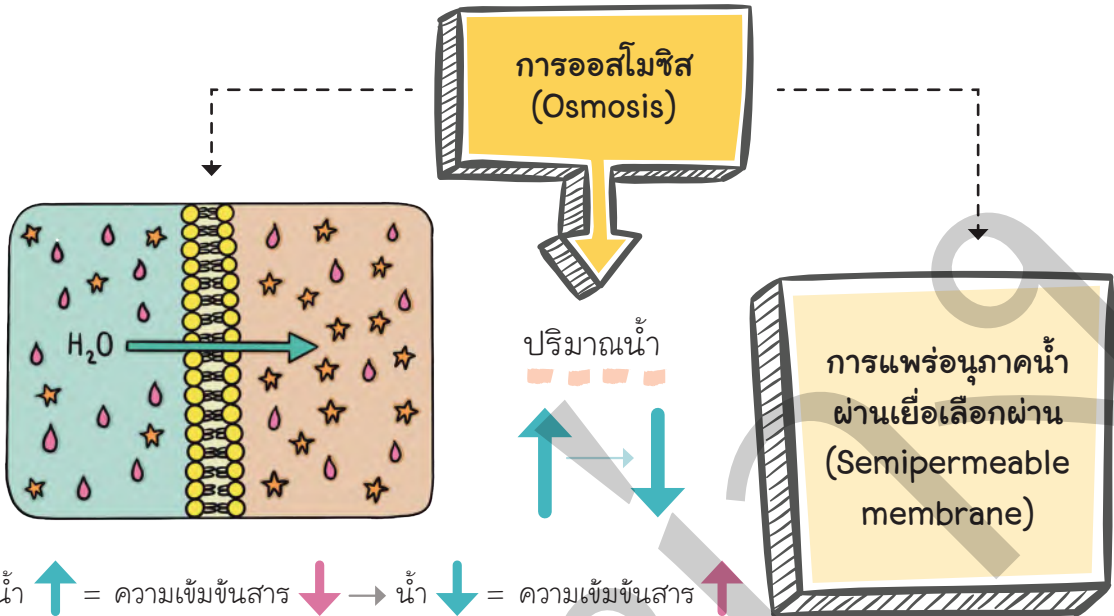 การออสโมซิส
(Osmosis)
H₂O
ปริมาณน้ำ
การแพร่อนุภาคน้ำ
ผ่านเยื่อเลือกผ่าน
(Semipermeable
membrane)
น้ำ ↑ = ความเข้มข้นสาร ↓ → น้ำ ↓ = ความเข้มข้นสาร ↑